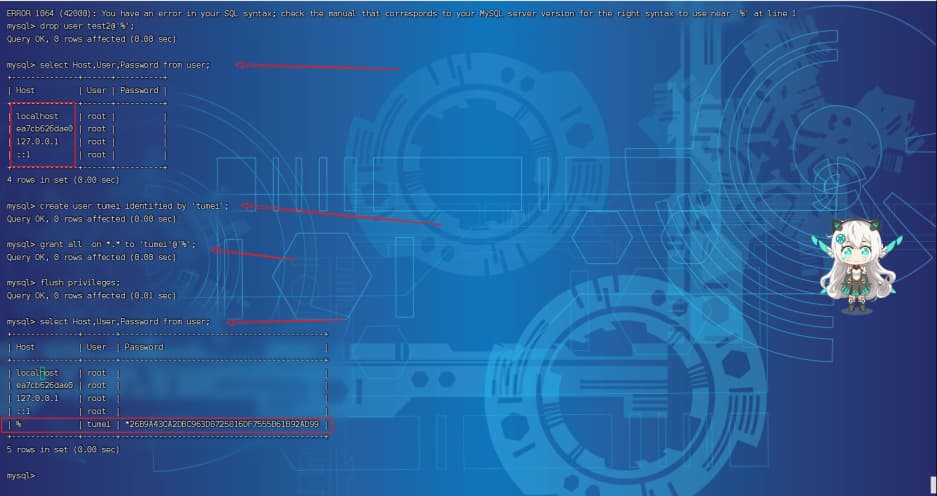 ERROR 1064 (42000): You have an error in your SQL syntax; check the manual that corresponds to your MySQL server version for the right syntax to use near '%' at line 1
mysql> drop user test2@'%';
Query OK, 0 rows affected (0.00 sec)
mysql> select Host,User,Password from user;
+--------------+------+----------+
| Host         | User | Password |
+--------------+------+----------+
| localhost    | root |          |
| ea7cb626dae0 | root |          |
| 127.0.0.1    | root |          |
| ::1          | root |          |
+--------------+------+----------+
4 rows in set (0.00 sec)
mysql> create user tumei identified by 'tumei';
Query OK, 0 rows affected (0.00 sec)
mysql> grant all  on *.* to 'tumei'@'%';
Query OK, 0 rows affected (0.00 sec)
mysql> flush privileges;
Query OK, 0 rows affected (0.01 sec)
mysql> select Host,User,Password from user;
+--------------+-------+-------------------------------------------+
| Host         | User  | Password                                  |
+--------------+-------+-------------------------------------------+
| localhost    | root  |                                           |
| ea7cb626dae0 | root  |                                           |
| 127.0.0.1    | root  |                                           |
| ::1          | root  |                                           |
| %            | tumei | *26B9A43CA2DBC963D8725816DF7555B61B92AD99 |
+--------------+-------+-------------------------------------------+
5 rows in set (0.00 sec)
mysql>